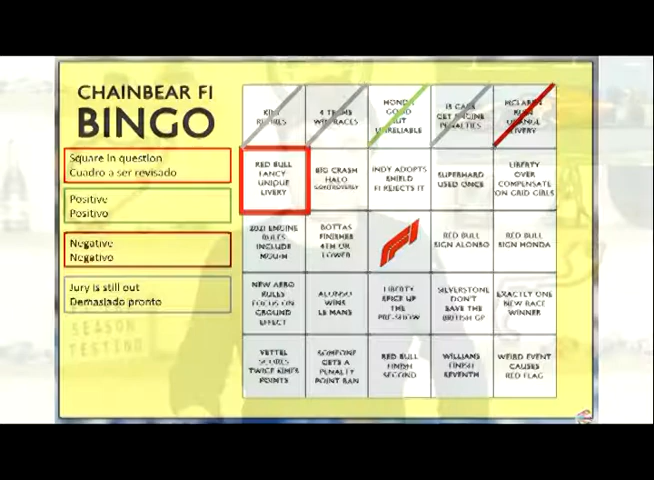 CHAINBEAR F1
BINGO
Square in question
Cuadro a ser revisado
Positive
Positivo
Negative
Negativo
Jury is still out
Demasiado pronto
SEASON
TESTING
KIMI
RETIRES
4 TEAMS
WIN RACES
HONDA
GOOD
BUT
UNRELIABLE
15 CARS
GET ENGINE
PENALTIES
MCLAREN
RUN
ORANGE
LIVERY
RED BULL
FANCY
UNIQUE
LIVERY
BIG CRASH
HALO
CONTROVERSY
INDY ADOPTS
SHIELD
F1 REJECTS IT
SUPERHARD
USED ONCE
LIBERTY
OVER
COMPENSATE
ON GRID GIRLS
2021 ENGINE
RULES
INCLUDE
MGU-H
BOTTAS
FINISHES
4TH OR
LOWER
F1
RED BULL
SIGN ALONSO
RED BULL
SIGN HONDA
NEW AERO
RULES
FOCUS ON
GROUND
EFFECT
ALONSO
WINS
LE MANS
LIBERTY
SPICE UP
THE
PRE-SHOW
SILVERSTONE
DON'T
SAVE THE
BRITISH GP
EXACTLY ONE
NEW RACE
WINNER
VETTEL
SCORES
TWICE KIMI'S
POINTS
SOMEONE
GETS A
PENALTY
POINT BAN
RED BULL
FINISH
SECOND
WILLIAMS
FINISH
SEVENTH
WEIRD EVENT
CAUSES
RED FLAG